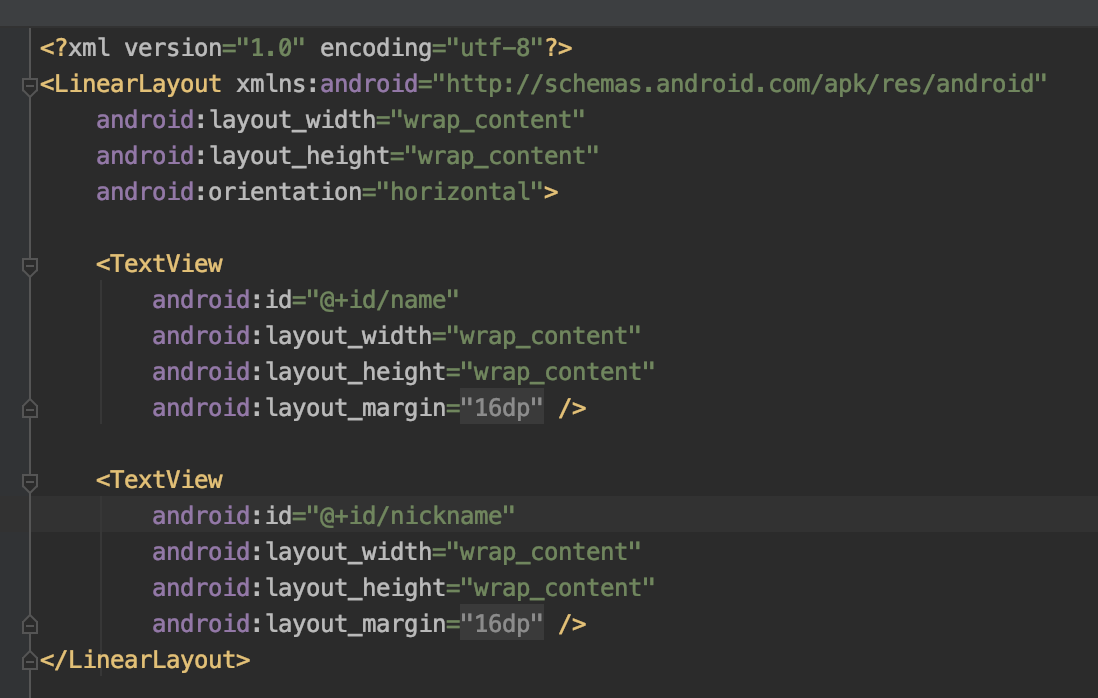 <?xml version="1.0" encoding="utf-8"?>
<LinearLayout xmlns:android="http://schemas.android.com/apk/res/android"
    android:layout_width="wrap_content"
    android:layout_height="wrap_content"
    android:orientation="horizontal">

    <TextView
        android:id="@+id/name"
        android:layout_width="wrap_content"
        android:layout_height="wrap_content"
        android:layout_margin="16dp" />

    <TextView
        android:id="@+id/nickname"
        android:layout_width="wrap_content"
        android:layout_height="wrap_content"
        android:layout_margin="16dp" />
</LinearLayout>